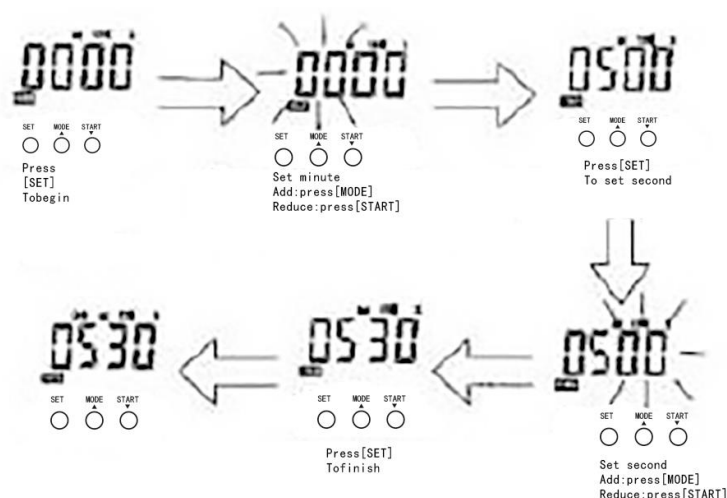 0000
SET MODE START
Press
[SET]
Tobegin
0000
SET MODE START
Set minute
Add:press[MODE]
Reduce:press[START]
0500
SET MODE START
Press[SET]
To set second
0500
SET MODE START
Set second
Add:press[MODE]
Reduce:press[START]
0530
SET MODE START
Press[SET]
Tofinish
0530
SET MODE START